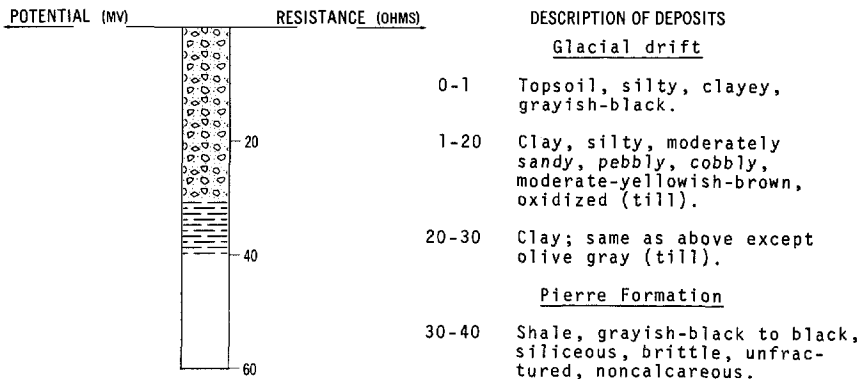 POTENTIAL (MV)
RESISTANCE (OHMS)
DESCRIPTION OF DEPOSITS
Glacial drift
0-1 Topsoil, silty, clayey,
grayish-black.
20
1-20 Clay, silty, moderately
sandy, pebbly, cobbly,
moderate-yellowish-brown,
oxidized (till).
20-30 Clay; same as above except
olive gray (till).
40
Pierre Formation
30-40 Shale, grayish-black to black,
siliceous, brittle, unfrac-
tured, noncalcareous.
60